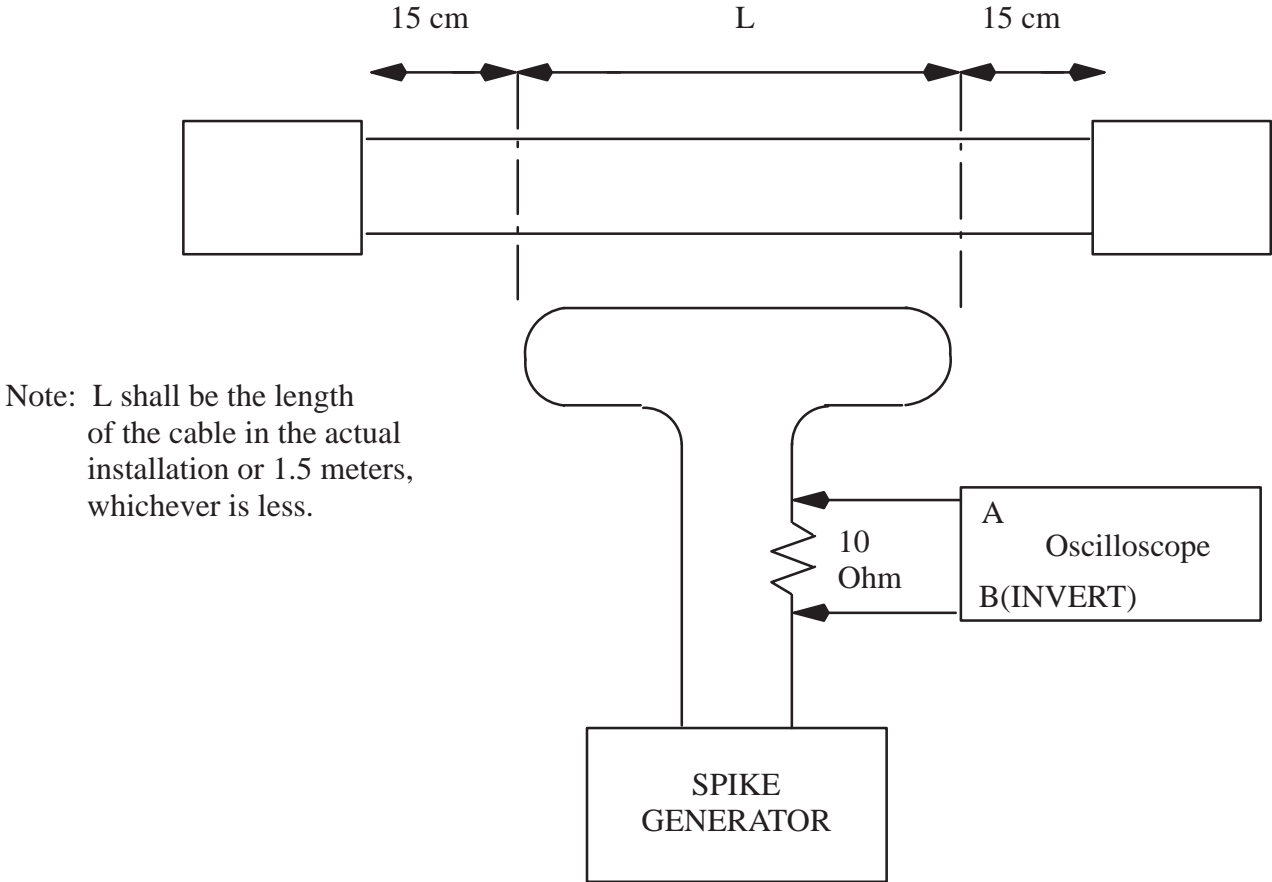 15 cm
L
15 cm
Note: L shall be the length
of the cable in the actual
installation or 1.5 meters,
whichever is less.
A
Oscilloscope
B(INVERT)
10
Ohm
SPIKE
GENERATOR